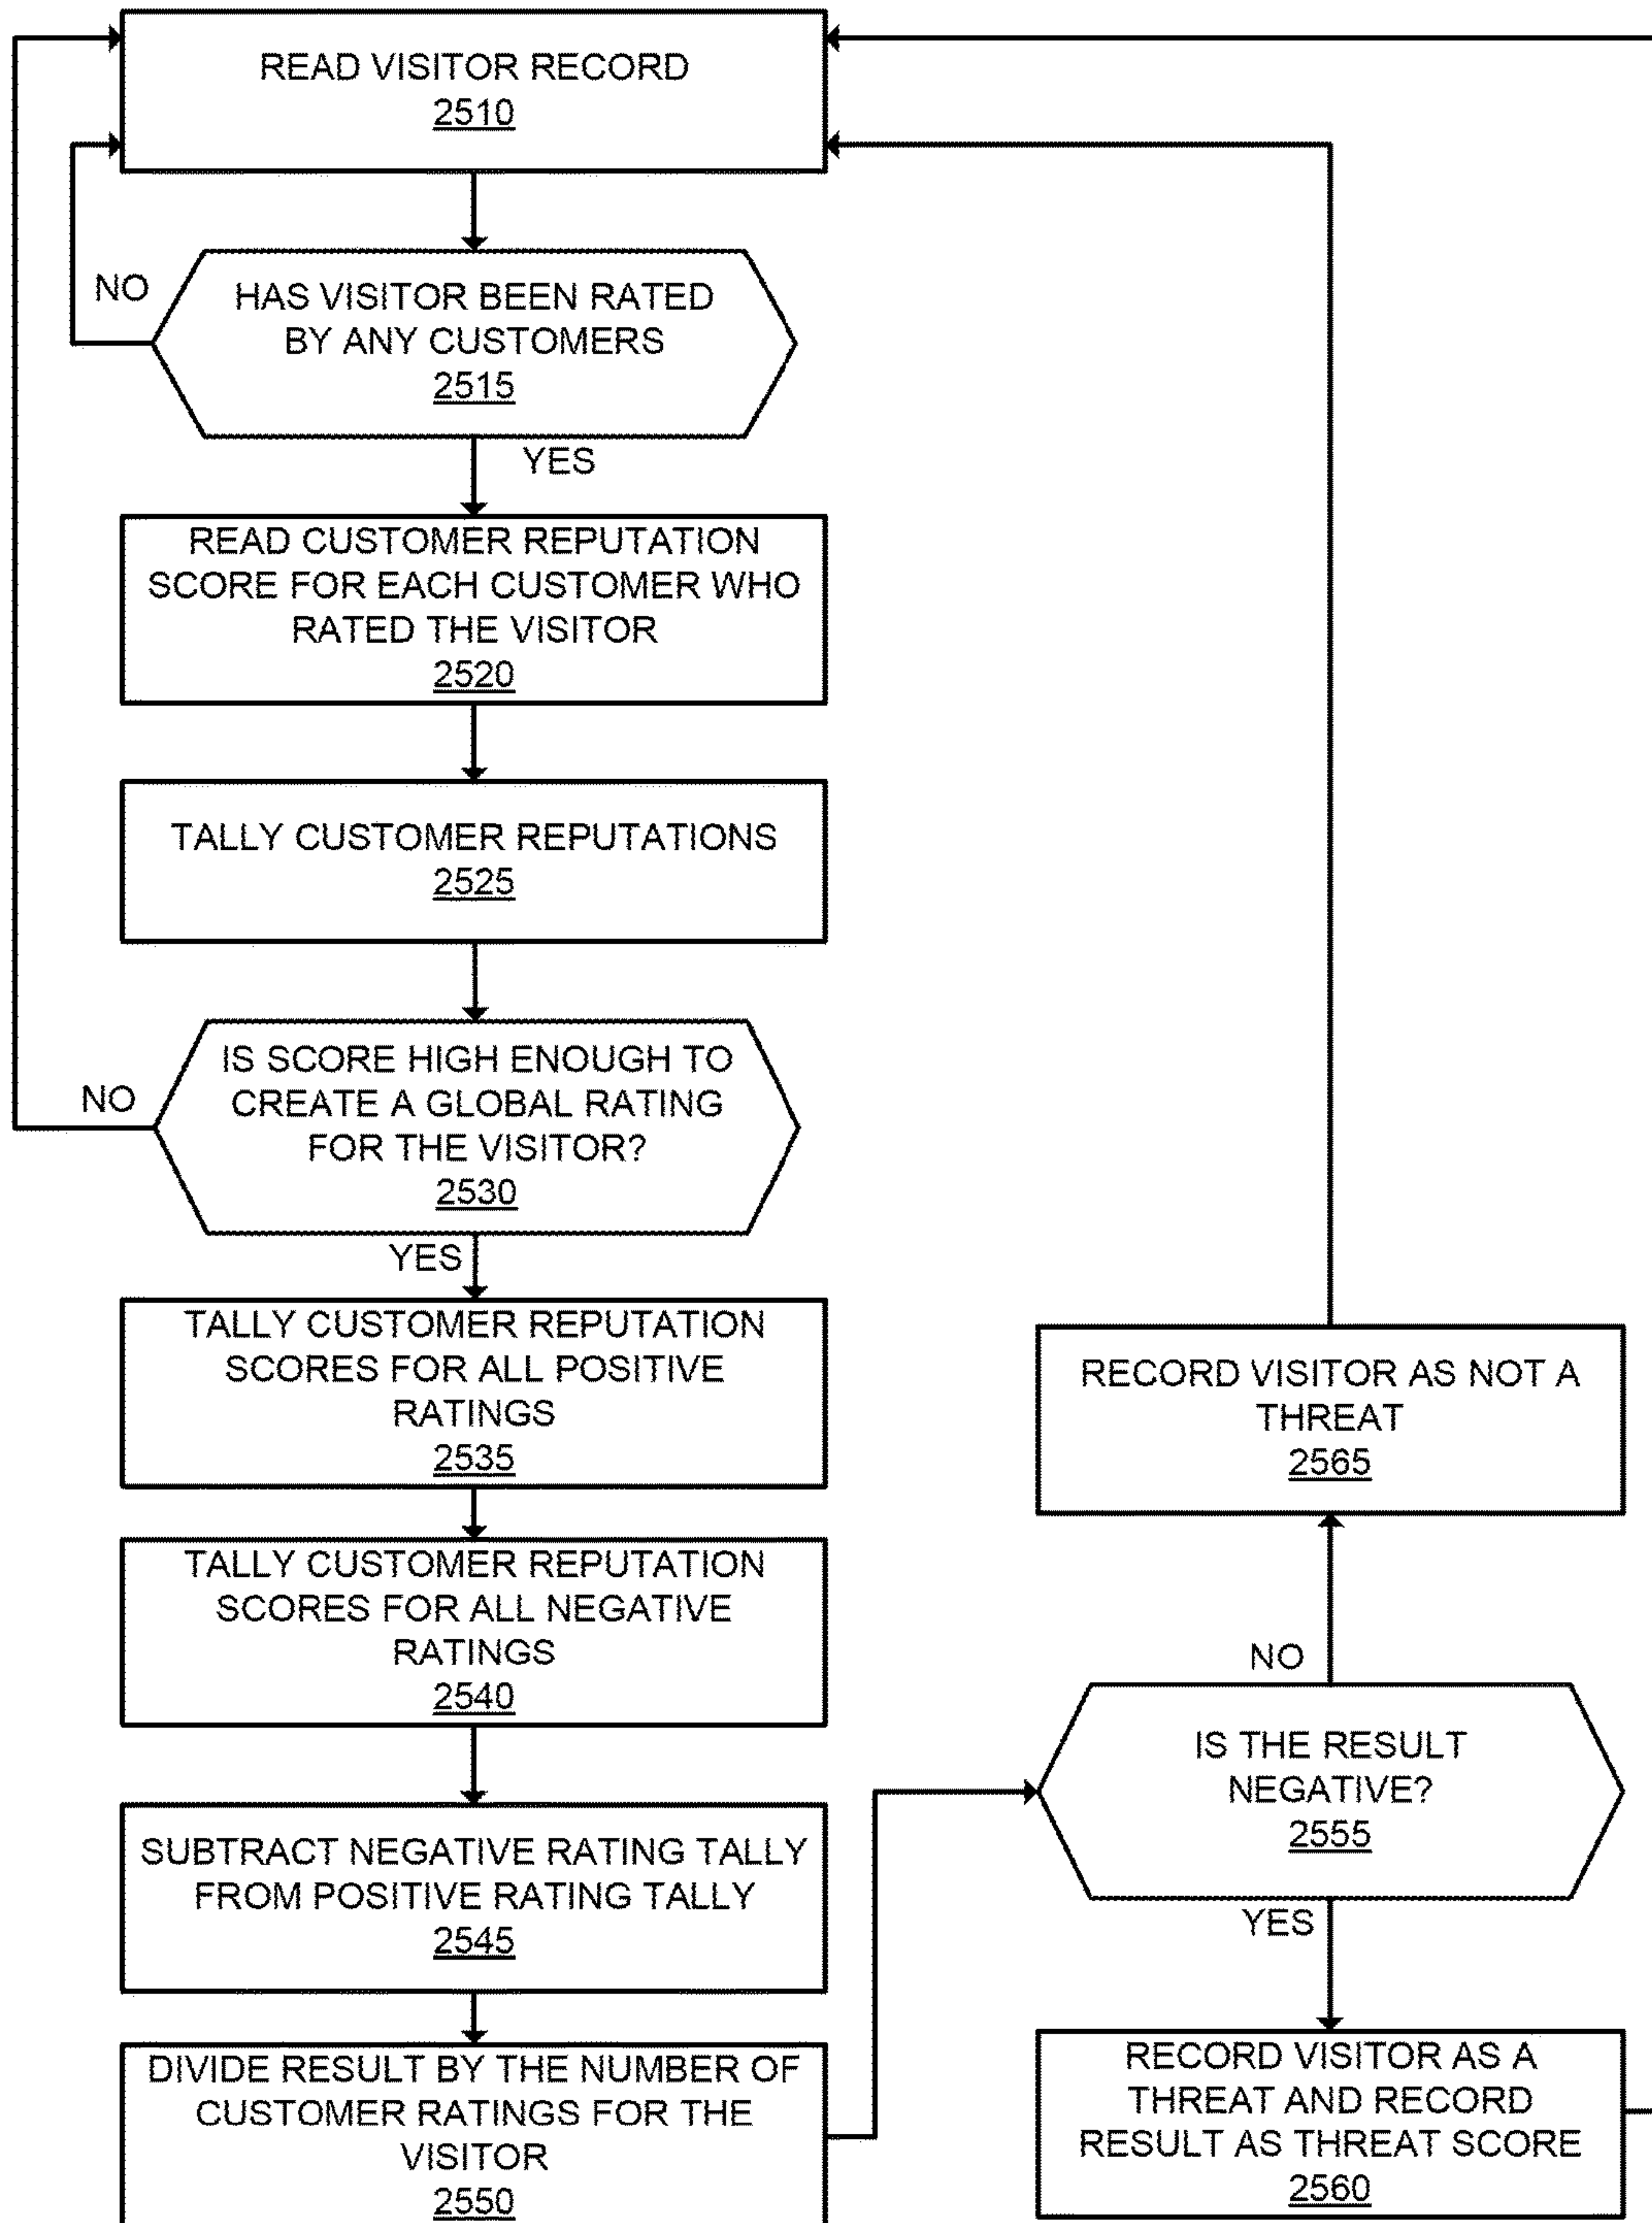 READ VISITOR RECORD
2510
NO
HAS VISITOR BEEN RATED
BY ANY CUSTOMERS
2515
YES
READ CUSTOMER REPUTATION
SCORE FOR EACH CUSTOMER WHO
RATED THE VISITOR
2520
TALLY CUSTOMER REPUTATIONS
2525
IS SCORE HIGH ENOUGH TO
CREATE A GLOBAL RATING
FOR THE VISITOR?
2530
NO
YES
TALLY CUSTOMER REPUTATION
SCORES FOR ALL POSITIVE
RATINGS
2535
TALLY CUSTOMER REPUTATION
SCORES FOR ALL NEGATIVE
RATINGS
2540
SUBTRACT NEGATIVE RATING TALLY
FROM POSITIVE RATING TALLY
2545
DIVIDE RESULT BY THE NUMBER OF
CUSTOMER RATINGS FOR THE
VISITOR
2550
RECORD VISITOR AS NOT A
THREAT
2565
NO
IS THE RESULT
NEGATIVE?
2555
YES
RECORD VISITOR AS A
THREAT AND RECORD
RESULT AS THREAT SCORE
2560